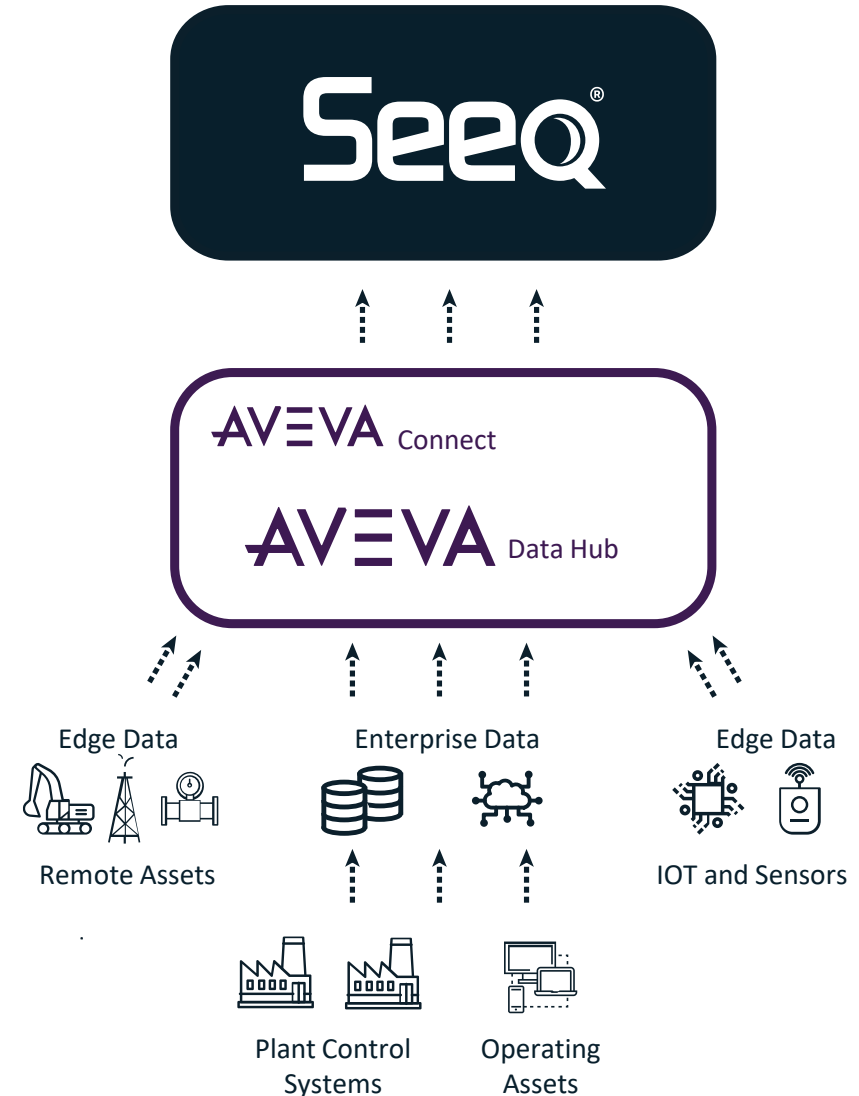 Seeq®
AVEVA Connect
AVEVA Data Hub
Edge Data
Enterprise Data
Edge Data
Remote Assets
IOT and Sensors
Plant Control
Systems
Operating
Assets